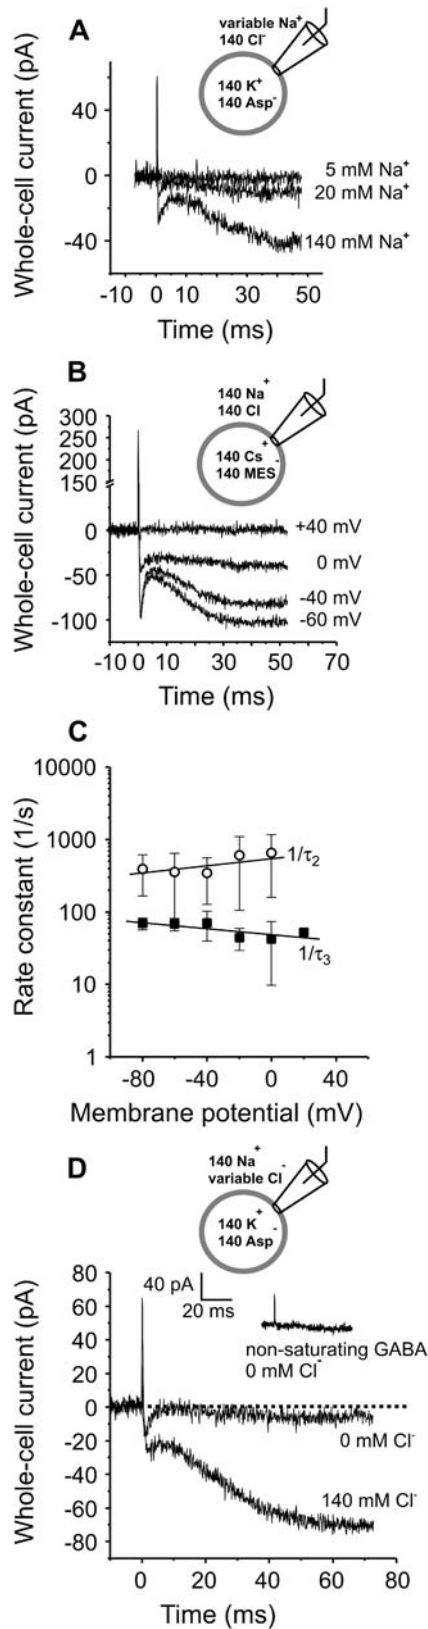 A
variable Na+
140 Cl-
140 K+
140 Asp-
Whole-cell current (pA)
40
0
-40
5 mM Na+
20 mM Na+
140 mM Na+
-10 0 10 30 50
Time (ms)
B
140 Na+
140 Cl
140 Cs+
140 MES-
Whole-cell current (pA)
300
250
200
150
0
-50
-100
+40 mV
0 mV
-40 mV
-60 mV
-10 0 10 30 50 70
Time (ms)
C
Rate constant (1/s)
10000
1000
100
10
1
1/τ2
1/τ3
-80 -40 0 40
Membrane potential (mV)
D
140 Na+
variable Cl-
140 K+
140 Asp-
Whole-cell current (pA)
80
60
40
20
0
-20
-40
-60
-80
40 pA
20 ms
non-saturating GABA
0 mM Cl-
0 mM Cl-
140 mM Cl-
0 20 40 60 80
Time (ms)